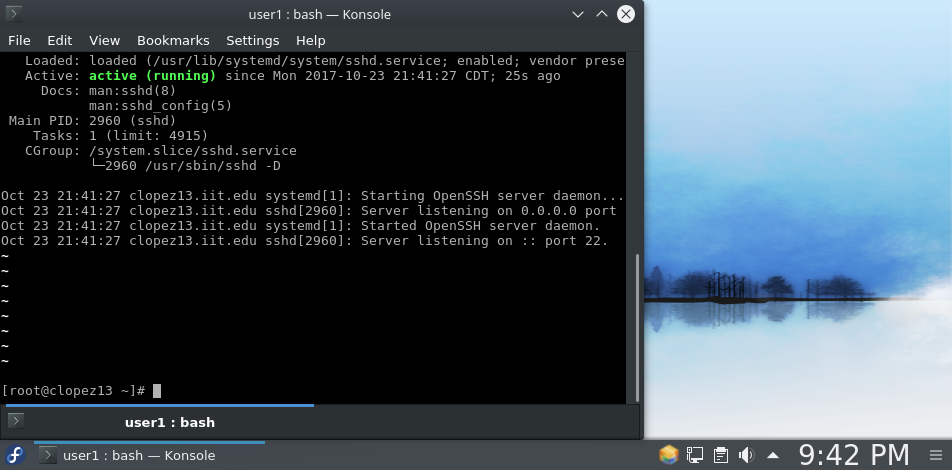 user1 : bash — Konsole
File Edit View Bookmarks Settings Help
Loaded: loaded (/usr/lib/systemd/system/sshd.service; enabled; vendor prese
Active: active (running) since Mon 2017-10-23 21:41:27 CDT; 25s ago
Docs: man:sshd(8)
man:sshd_config(5)
Main PID: 2960 (sshd)
Tasks: 1 (limit: 4915)
CGroup: /system.slice/sshd.service
└─2960 /usr/sbin/sshd -D
Oct 23 21:41:27 clopez13.iit.edu systemd[1]: Starting OpenSSH server daemon...
Oct 23 21:41:27 clopez13.iit.edu sshd[2960]: Server listening on 0.0.0.0 port
Oct 23 21:41:27 clopez13.iit.edu systemd[1]: Started OpenSSH server daemon.
Oct 23 21:41:27 clopez13.iit.edu sshd[2960]: Server listening on :: port 22.
~
~
~
~
~
~
~
~
[root@clopez13 ~]#
user1 : bash
user1 : bash — Konsole
9:42 PM